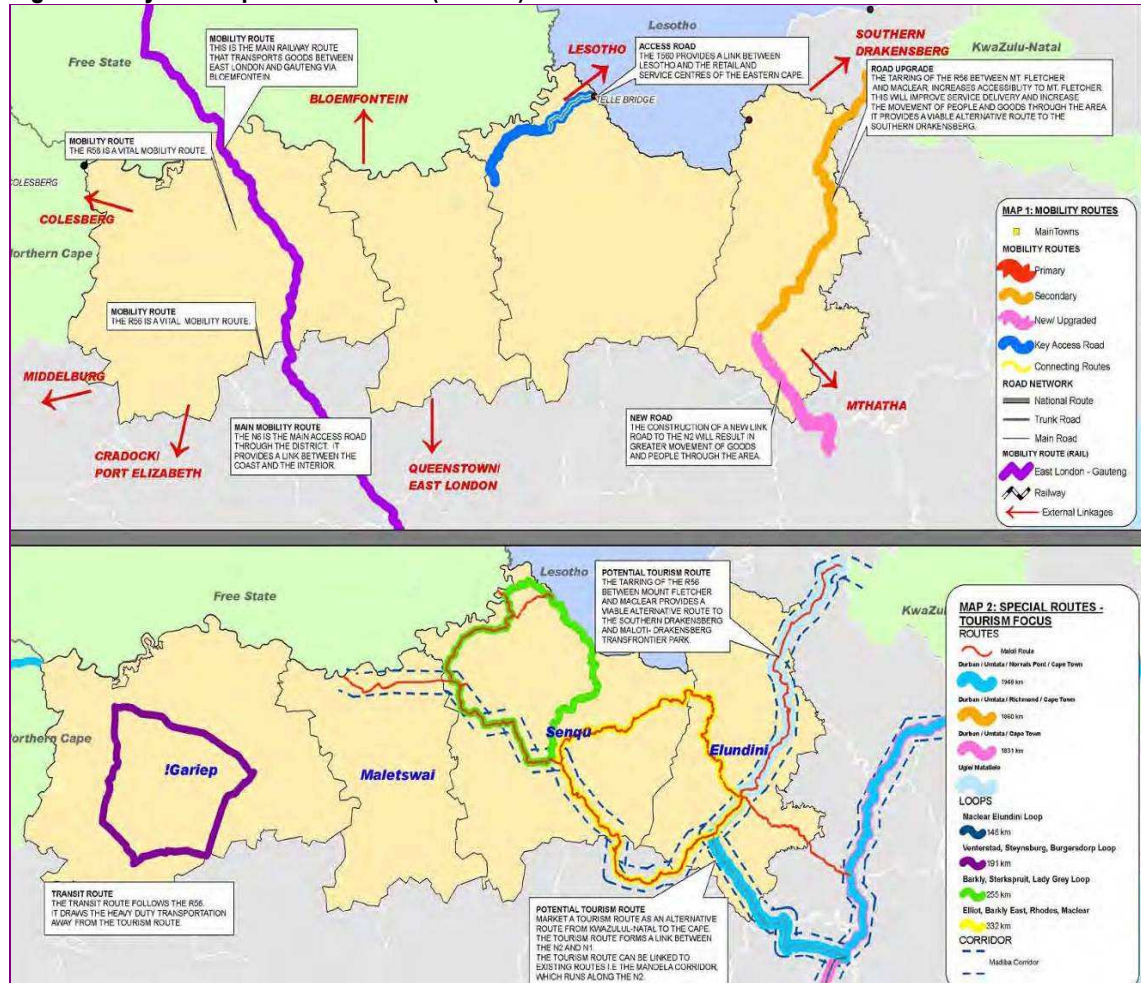 Free State
Lesotho
KwaZulu-Natal
MOBILITY ROUTE
THIS IS THE MAIN RAILWAY ROUTE
THAT TRANSPORTS GOODS BETWEEN
EAST LONDON AND GAUTENG VIA
BLOEMFONTEIN
BLOEMFONTEIN
LESOTHO
ACCESS ROAD
THE T560 PROVIDES A LINK BETWEEN
LESOTHO AND THE RETAIL AND
SERVICE CENTRES OF THE EASTERN CAPE.
TELLE BRIDGE
SOUTHERN
DRAKENSBERG
ROAD UPGRADE
THE TARRING OF THE R56 BETWEEN MT. FLETCHER
AND MACLEAR, INCREASES ACCESSIBLITY TO MT. FLETCHER.
THIS WILL IMPROVE SERVICE DELIVERY AND INCREASE
THE MOVEMENT OF PEOPLE AND GOODS THROUGH THE AREA
IT PROVIDES A VIABLE ALTERNATIVE ROUTE TO THE
SOUTHERN DRAKENSBERG.
MOBILITY ROUTE
THE R58 IS A VITAL MOBILITY ROUTE.
COLESBERG
COLESBERG
Northern Cape
MOBILITY ROUTE
THE R56 IS A VITAL MOBILITY ROUTE.
MIDDELBURG
CRADOCK/
PORT ELIZABETH
MAIN MOBILITY ROUTE
THE N6 IS THE MAIN ACCESS ROAD
THROUGH THE DISTRICT. IT
PROVIDES A LINK BETWEEN THE
COAST AND THE INTERIOR.
QUEENSTOWN/
EAST LONDON
NEW ROAD
THE CONSTRUCTION OF A NEW LINK
ROAD TO THE N2 WILL RESULT IN
GREATER MOVEMENT OF GOODS
AND PEOPLE THROUGH THE AREA.
MTHATHA
MAP 1: MOBILITY ROUTES
Main Towns
MOBILITY ROUTES
Primary
Secondary
New/ Upgraded
Key Access Road
Connecting Routes
ROAD NETWORK
National Route
Trunk Road
Main Road
MOBILITY ROUTE (RAIL)
East London - Gauteng
Railway
External Linkages
Free State
Lesotho
Northern Cape
!Gariep
Maletswai
Senqu
Elundini
POTENTIAL TOURISM ROUTE
THE TARRING OF THE R56
BETWEEN MOUNT FLETCHER
AND MACLEAR PROVIDES A
VIABLE ALTERNATIVE ROUTE TO
THE SOUTHERN DRAKENSBERG
AND MALOTI- DRAKENSBERG
TRANSFRONTIER PARK.
TRANSIT ROUTE
THE TRANSIT ROUTE FOLLOWS THE R56.
IT DRAWS THE HEAVY DUTY TRANSPORTATION
AWAY FROM THE TOURISM ROUTE.
POTENTIAL TOURISM ROUTE
MARKET A TOURISM ROUTE AS AN ALTERNATIVE
ROUTE FROM KWAZULUL-NATAL TO THE CAPE.
THE TOURISM ROUTE FORMS A LINK BETWEEN
THE N2 AND N1.
THE TOURISM ROUTE CAN BE LINKED TO
EXISTING ROUTES I.E THE MANDELA CORRIDOR,
WHICH RUNS ALONG THE N2.
KwaZu
MAP 2: SPECIAL ROUTES -
TOURISM FOCUS
ROUTES
Maloti Route
Durban / Umtata / Norvals Pont / Cape Town
Durban / Umtata / Richmond / Cape Town
Durban / Umtata / Cape Town
1831 km
LOOPS
Maclear Elundini Loop
Venterstad, Steynsburg, Burgersdorp Loop
191 km
Barkly, Sterkspruit, Lady Grey Loop
255 km
Elliot, Barkly East, Rhodes, Maclear
332 km
CORRIDOR
Madiba Corridor